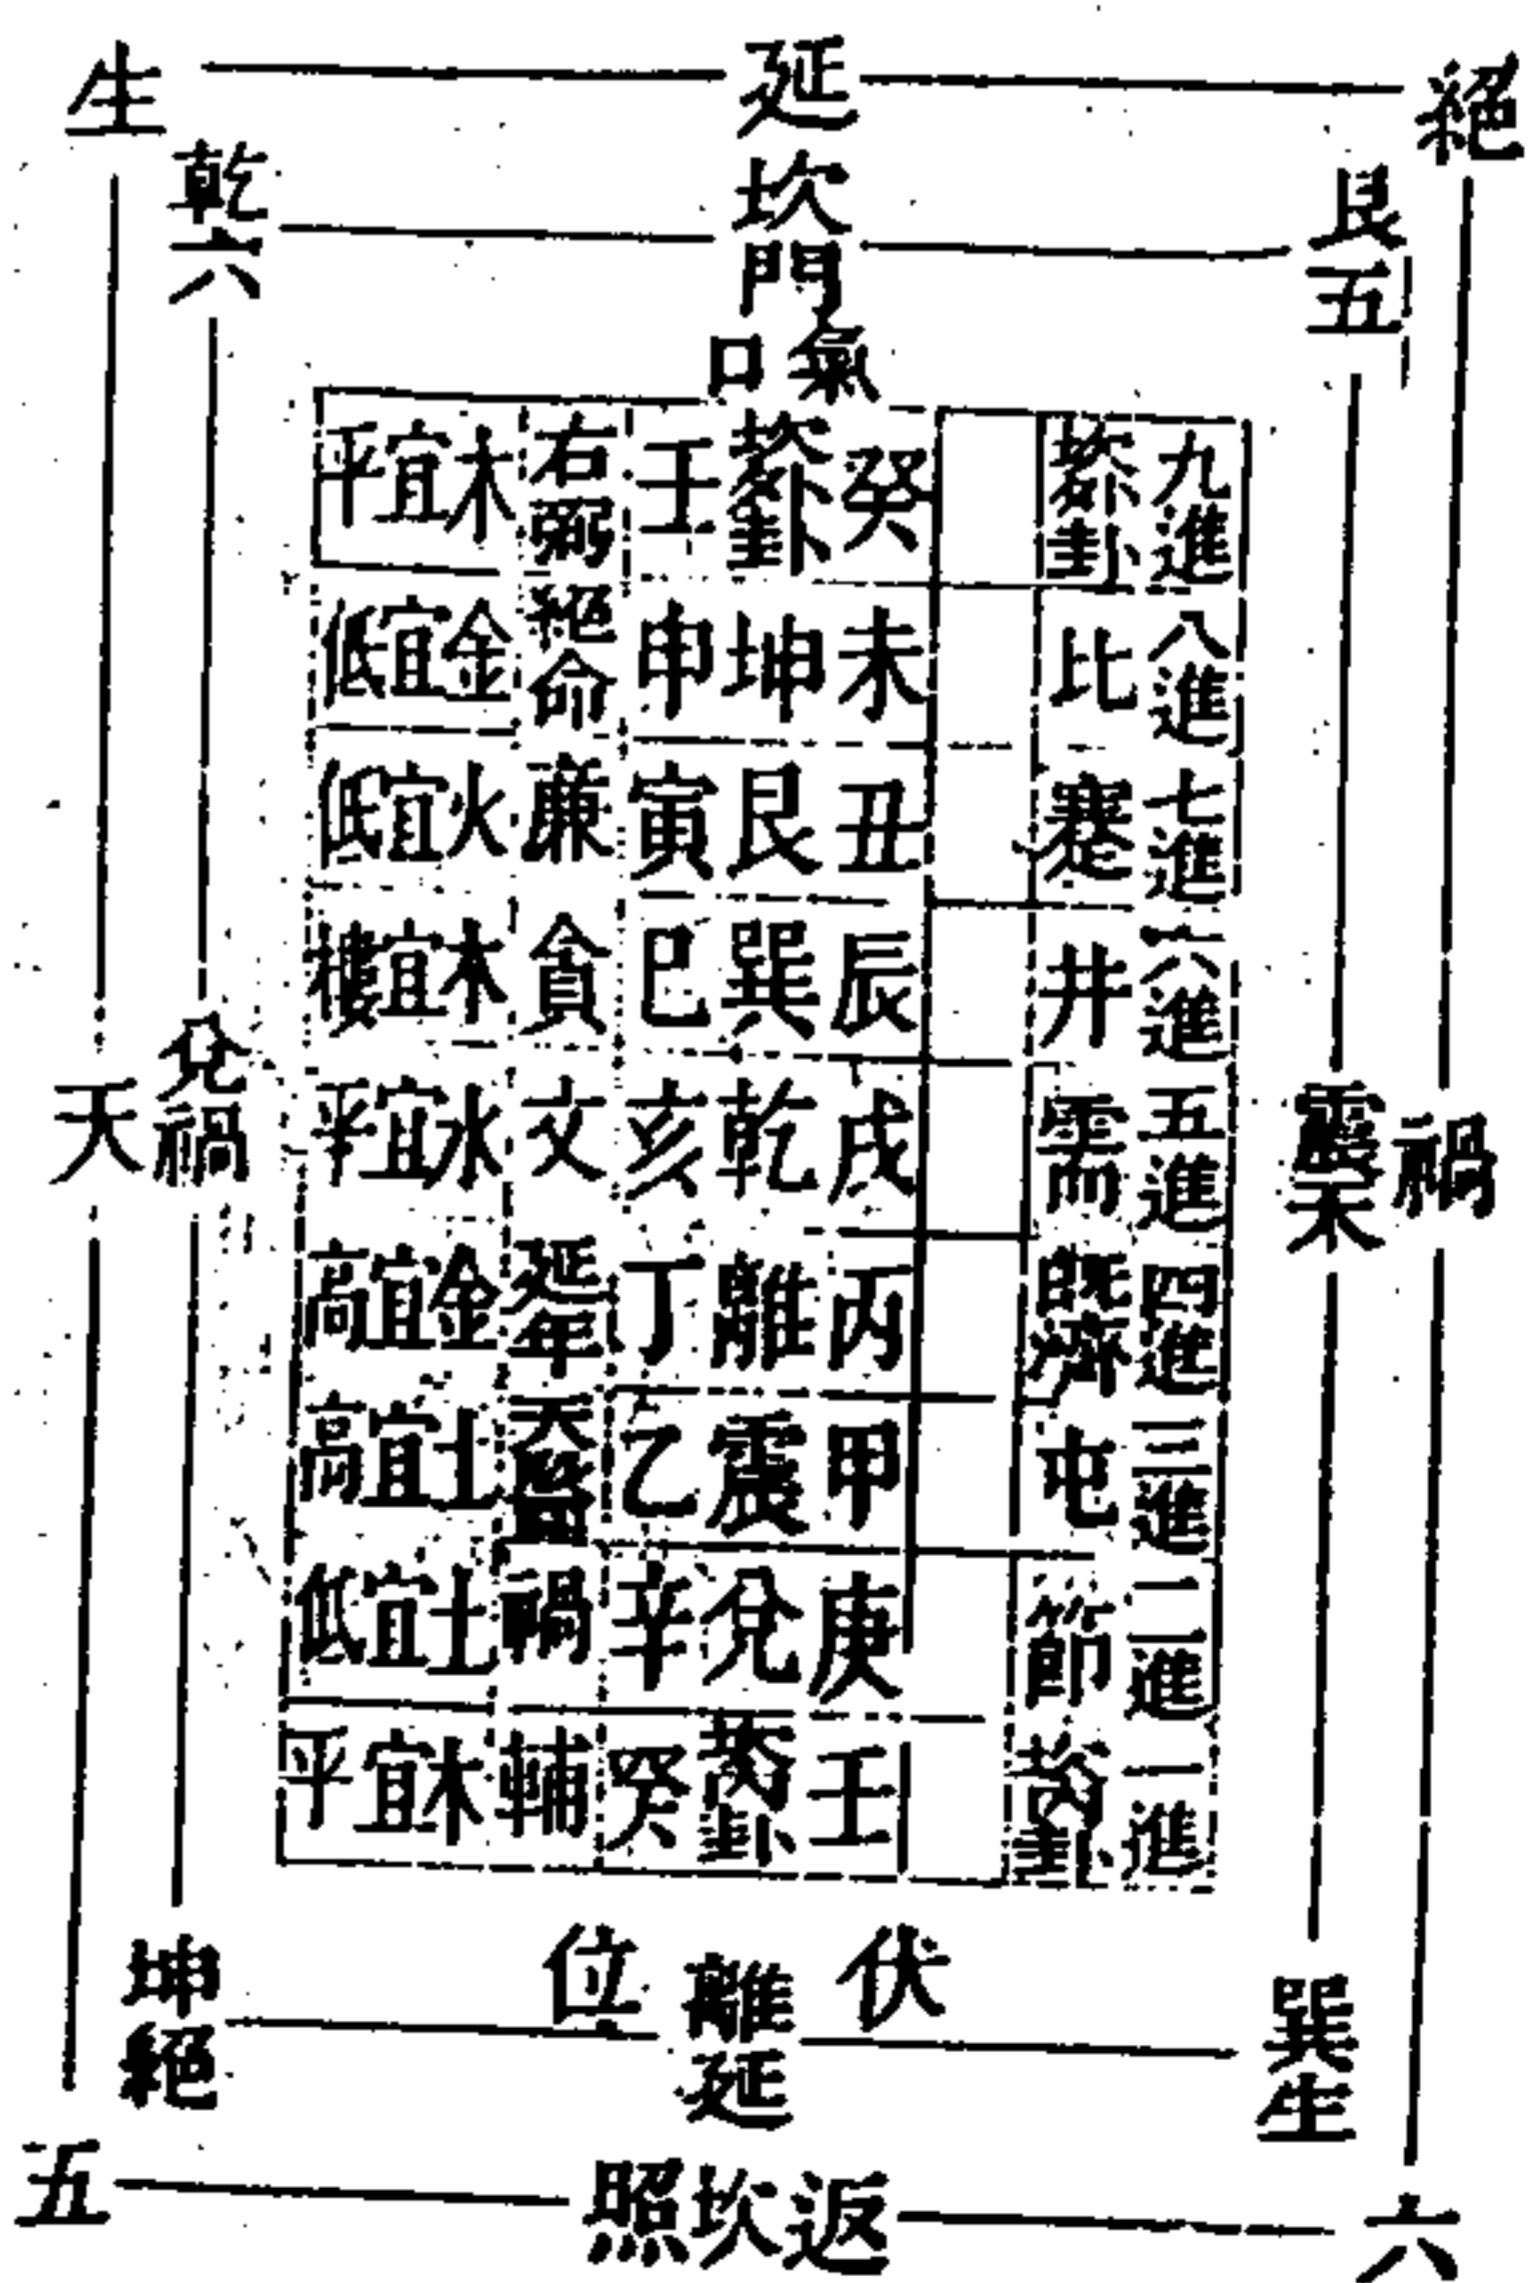 絕 延 生
艮五 坎門 乾六
口氣
九進 坎卦 癸坎卦壬 右弼 木宜平
八進 比 未坤申 絕命 金宜低
七進 蹇 丑艮寅 廉 火宜低
六進 井 辰巽巳 貪 木宜樓
五進 需 戌乾亥 文 水宜平
四進 既濟 丙離丁 延年 金宜高
三進 屯 甲震乙 天醫 土宜高
二進 節 庚兌辛 禍 土宜低
一進 坎卦 壬坎卦癸 輔 木宜平
禍 震天 兌禍 天
伏位
巽生 離延 坤絕
六 返坎照 五